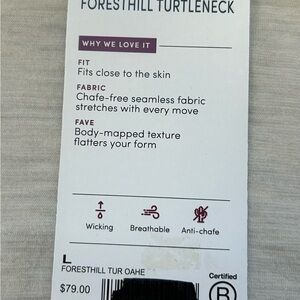 FORESTHILL TURTLENECK
WHY WE LOVE IT
FIT
Fits close to the skin
FABRIC
Chafe-free seamless fabric
stretches with every move
FAVE
Body-mapped texture
flatters your form
Wicking Breathable Anti-chafe
L
FORESTHILL TUR OAHE
$79.00
Certified
B